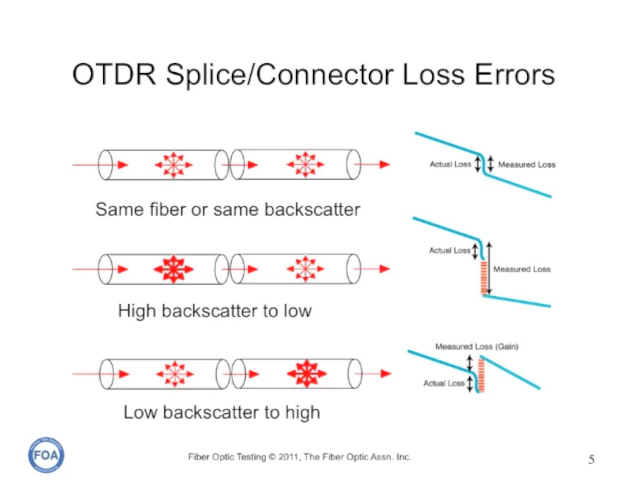 OTDR Splice/Connector Loss Errors
Actual Loss
Measured Loss
Same fiber or same backscatter
Actual Loss
Measured Loss
High backscatter to low
Measured Loss (Gain)
Actual Loss
Low backscatter to high
FOA
Fiber Optic Testing © 2011, The Fiber Optic Assn. Inc.
5